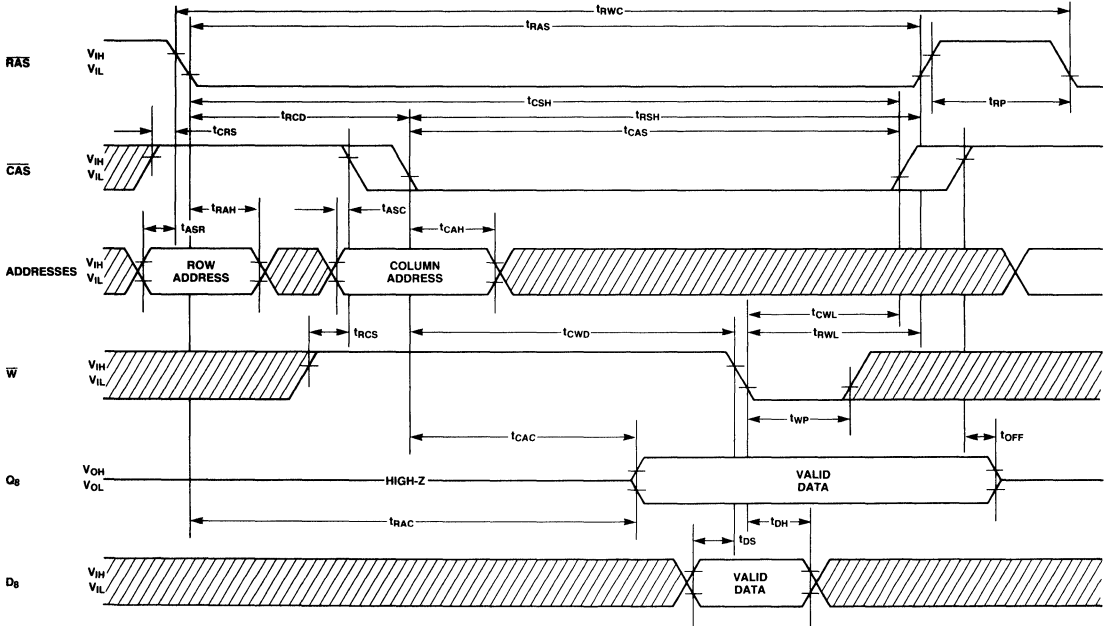 tRWC
tRAS
RAS
VIH
VIL
tCSH
tRP
tRCD
tRSH
tCRS
tCAS
CAS
VIH
VIL
tRAH
tASC
tASR
tCAH
ADDRESSES
VIH
VIL
ROW
ADDRESS
COLUMN
ADDRESS
tCWL
tRCS
tCWD
tRWL
W
VIH
VIL
tWP
tCAC
tOFF
Q8
VOH
VOL
HIGH-Z
VALID
DATA
tRAC
tDH
tDS
D8
VIH
VIL
VALID
DATA